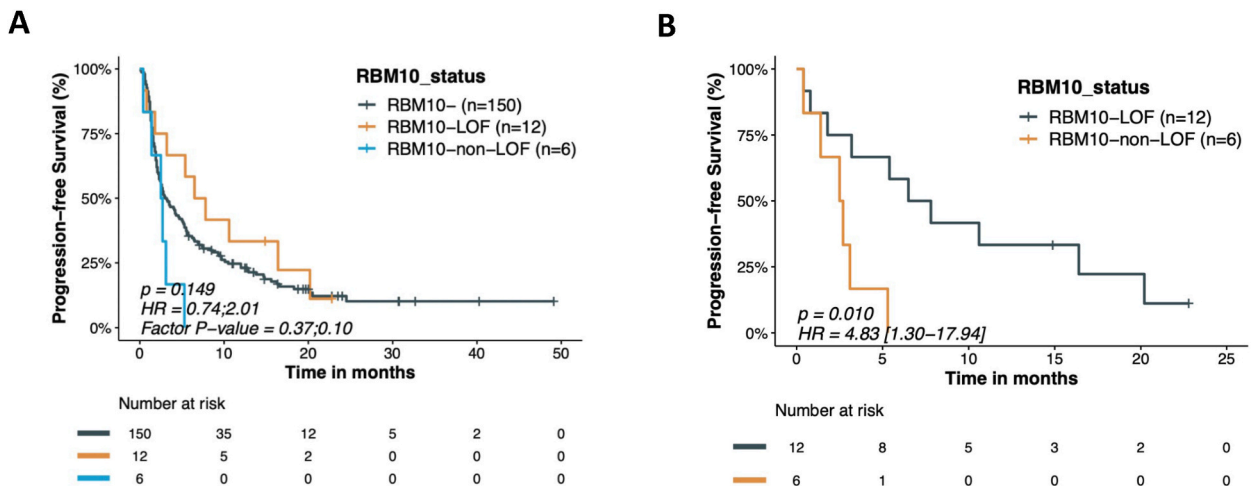 A
Progression-free Survival (%)
100%
75%
50%
25%
0%
RBM10_status
RBM10- (n=150)
RBM10-LOF (n=12)
RBM10-non-LOF (n=6)
p = 0.149
HR = 0.74;2.01
Factor P-value = 0.37;0.10
0 10 20 30 40 50
Time in months
Number at risk
150 35 12 5 2 0
12 5 2 0 0 0
6 0 0 0 0 0
B
Progression-free Survival (%)
100%
75%
50%
25%
0%
RBM10_status
RBM10-LOF (n=12)
RBM10-non-LOF (n=6)
p = 0.010
HR = 4.83 [1.30-17.94]
0 5 10 15 20 25
Time in months
Number at risk
12 8 5 3 2 0
6 1 0 0 0 0